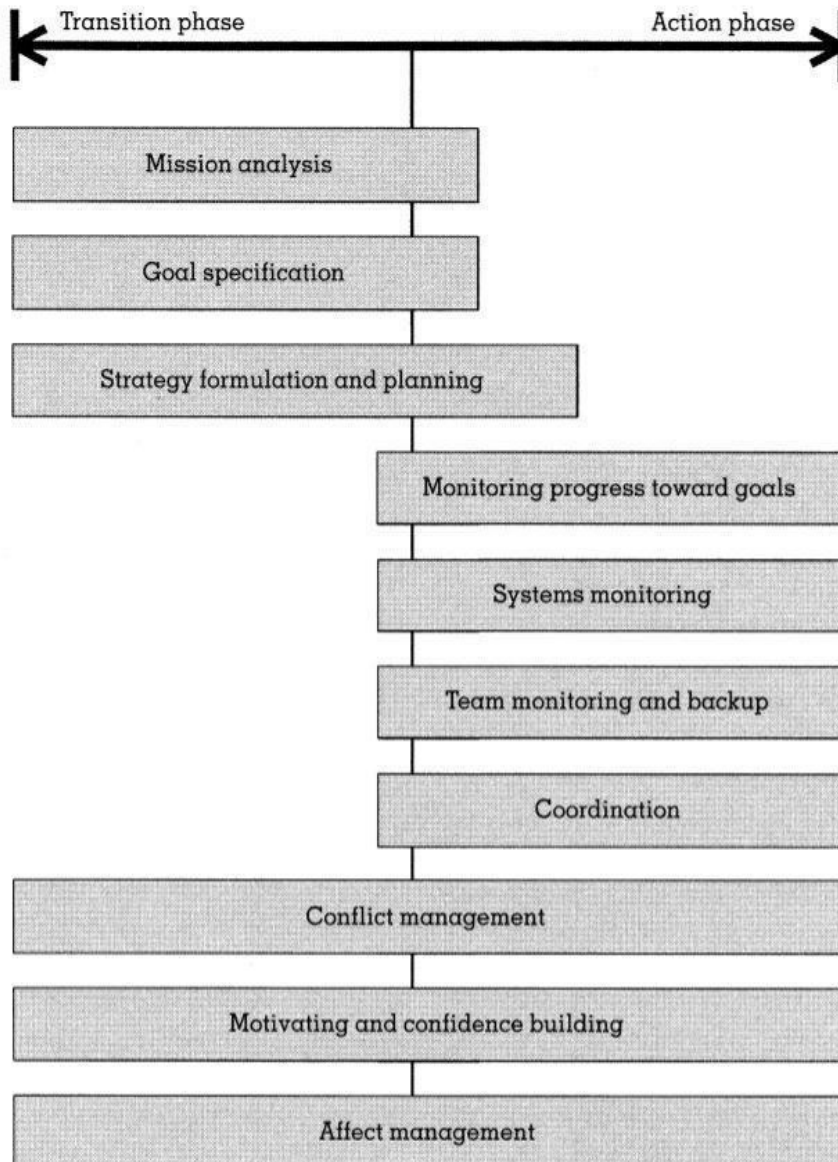 Transition phase
Action phase
Mission analysis
Goal specification
Strategy formulation and planning
Monitoring progress toward goals
Systems monitoring
Team monitoring and backup
Coordination
Conflict management
Motivating and confidence building
Affect management